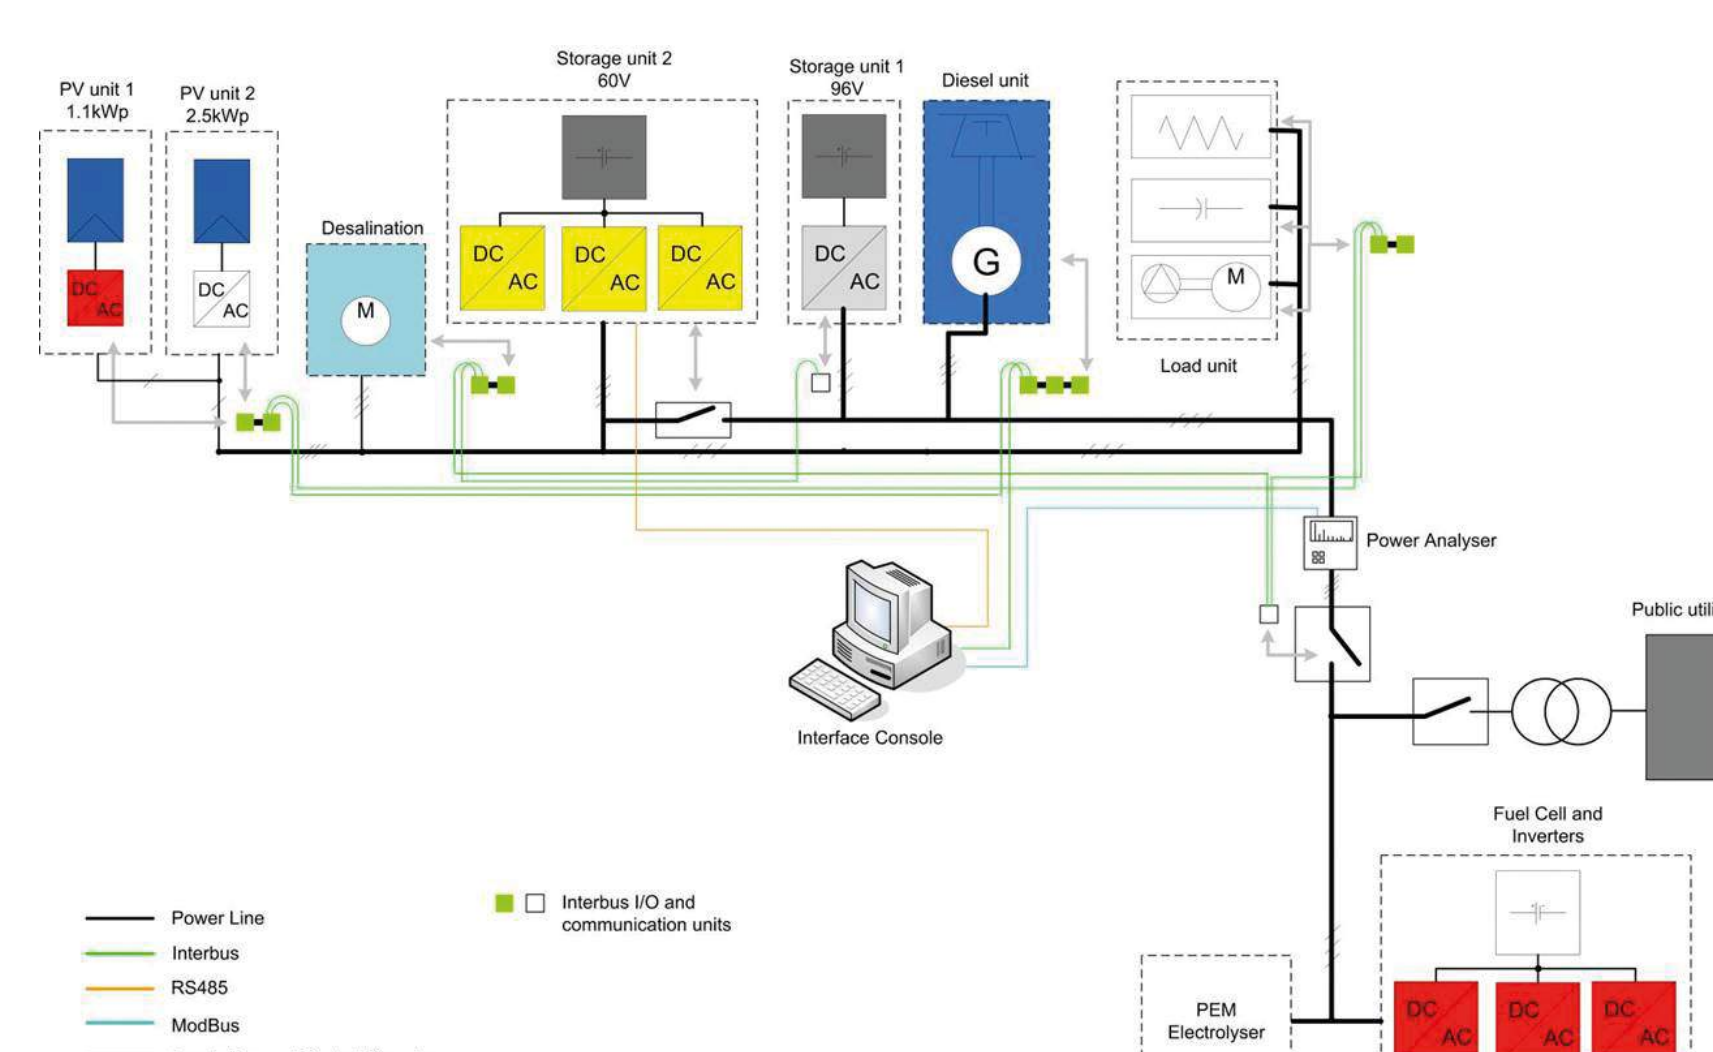 PV unit 1
1.1kWp
PV unit 2
2.5kWp
Storage unit 2
60V
Storage unit 1
96V
Diesel unit
Desalination
DC
AC
DC
AC
M
DC
AC
DC
AC
DC
AC
DC
AC
G
M
Load unit
Power Analyser
Public utili
Interface Console
Fuel Cell and
Inverters
Power Line
Interbus
RS485
ModBus
Interbus I/O and
communication units
PEM
Electrolyser
DC
AC
DC
AC
DC
AC